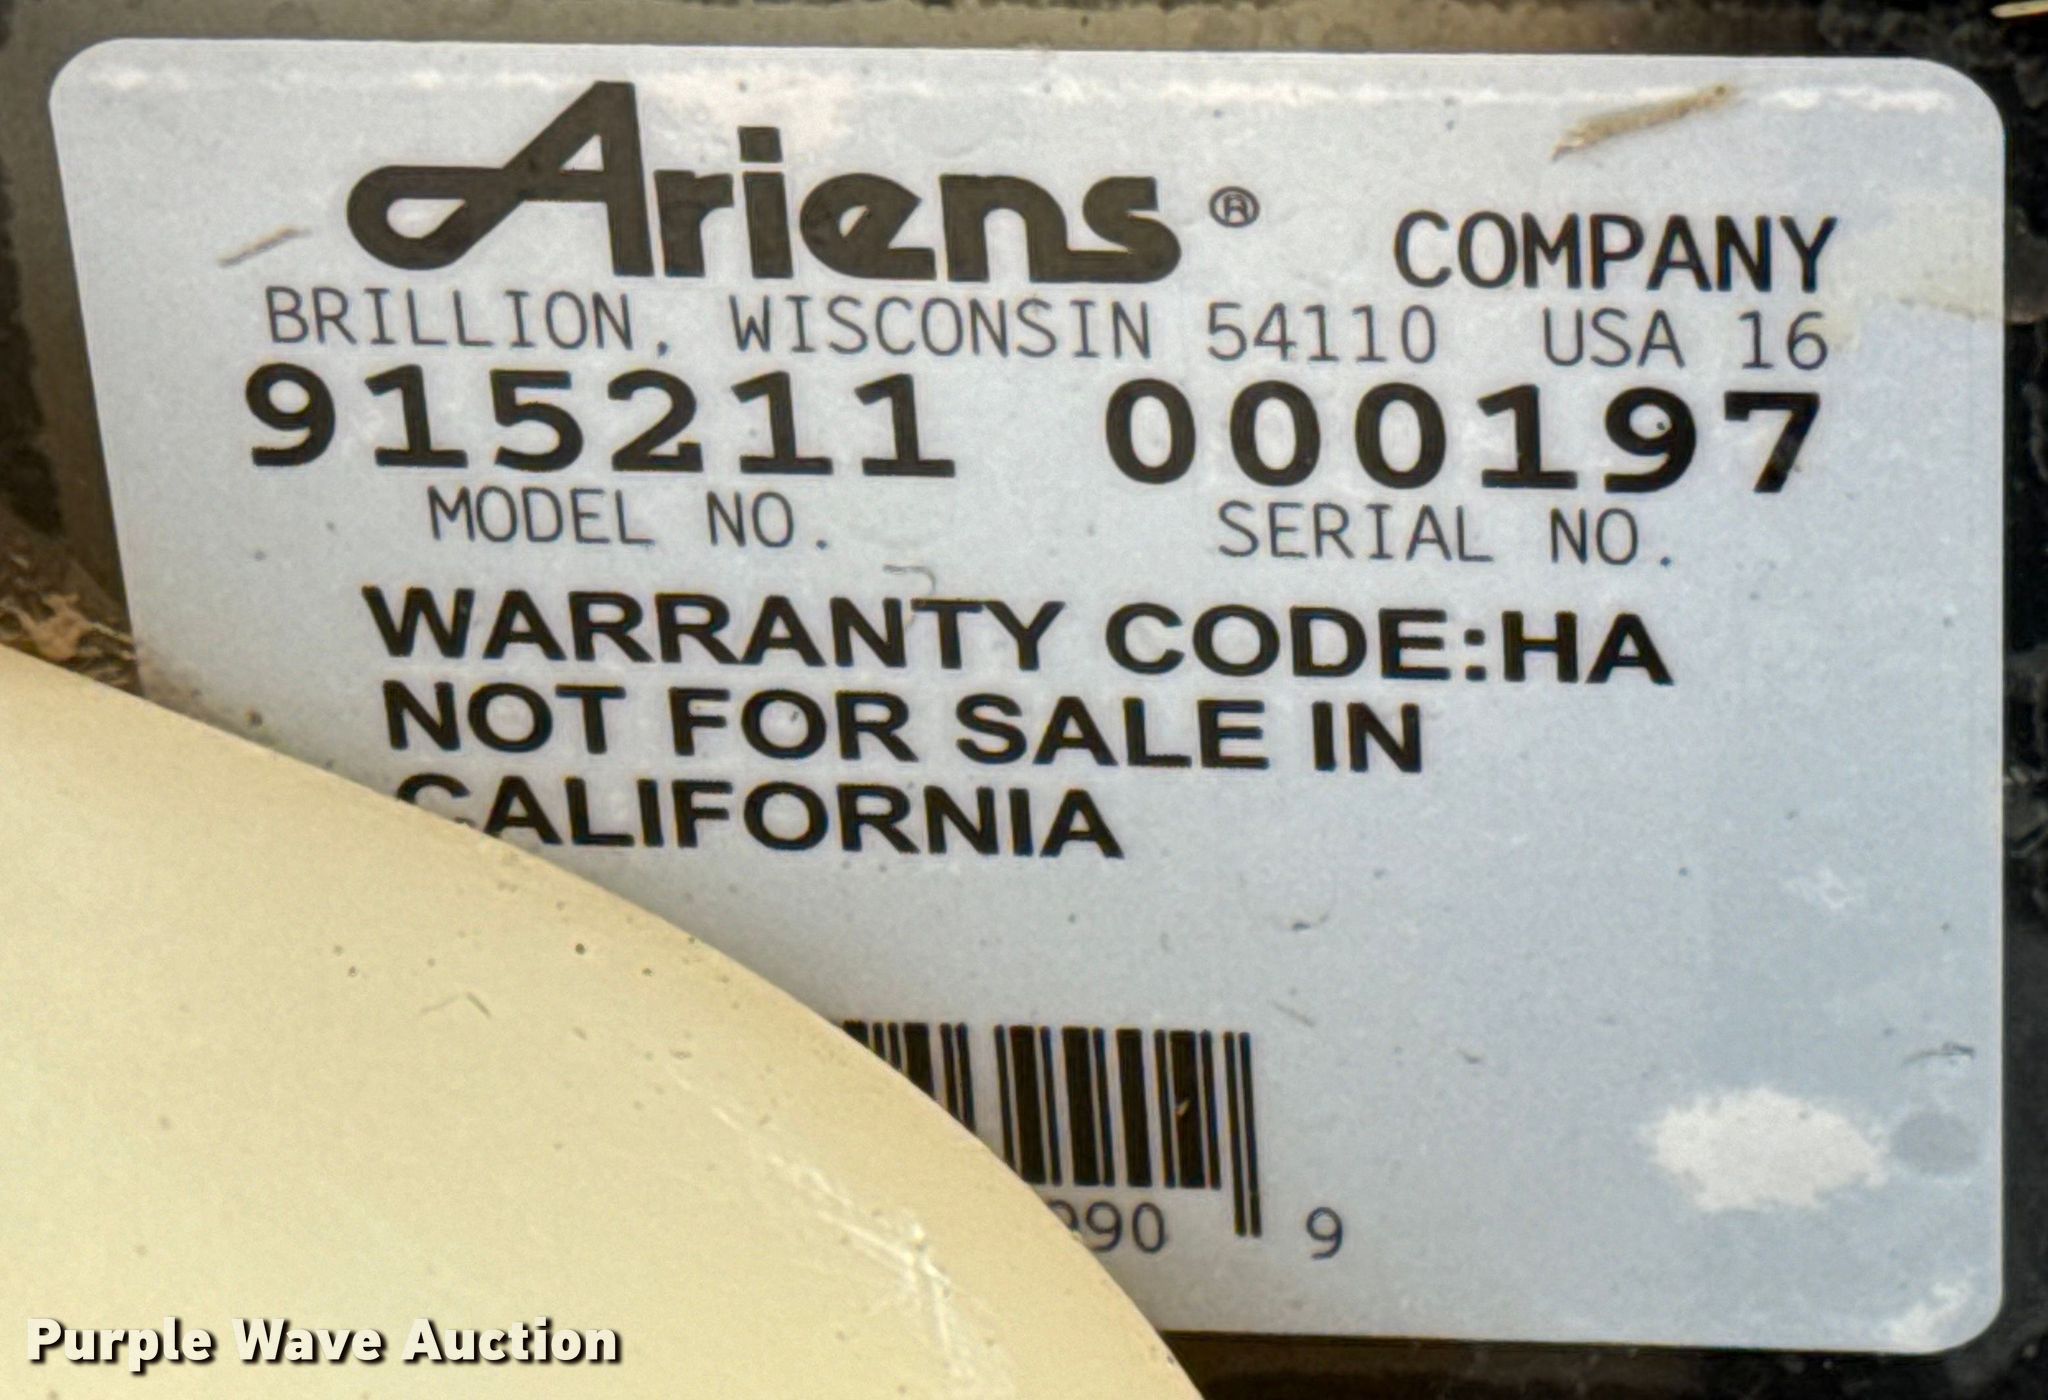 Ariens® COMPANY
BRILLION, WISCONSIN 54110 USA 16
915211 000197
MODEL NO. SERIAL NO.
WARRANTY CODE:HA
NOT FOR SALE IN
CALIFORNIA
90 9
Purple Wave Auction